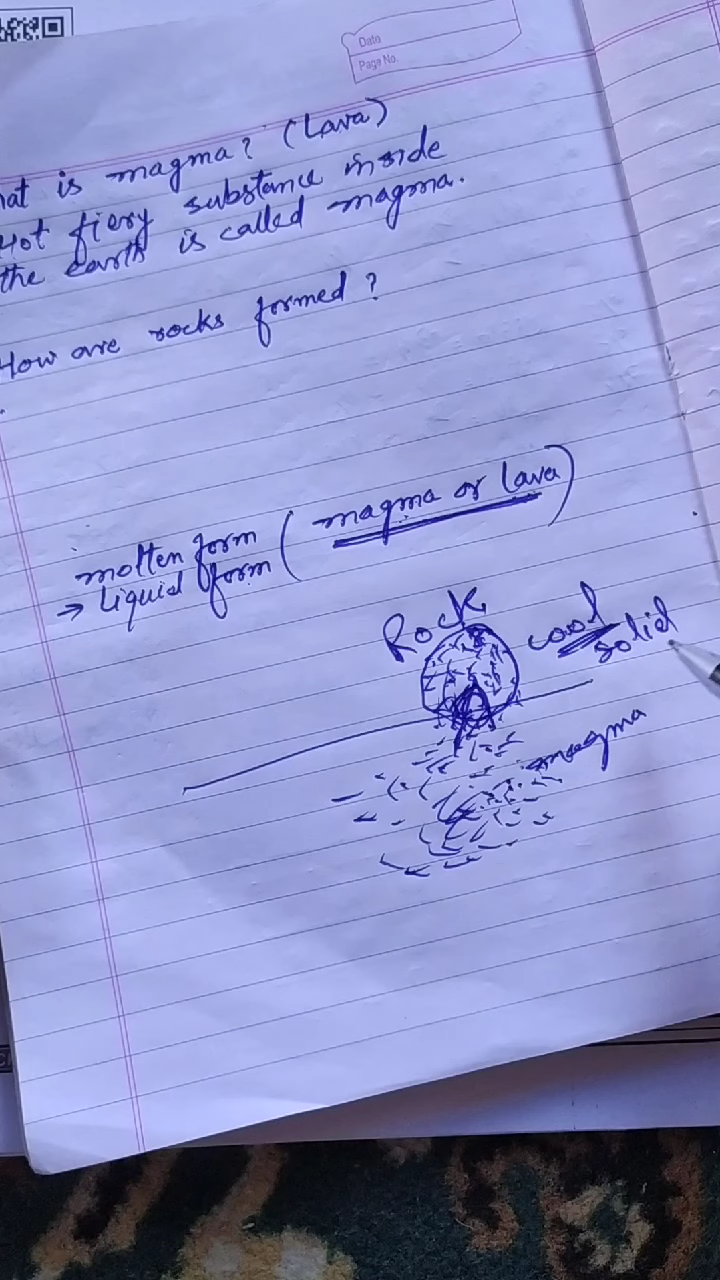 Date
Page No.
hat is magma? (Lava)
Hot fiery substance inside
the earth is called magma.
How are rocks formed?
molten form (magma or Lava)
→ Liquid form
Rock
cool
solid
magma